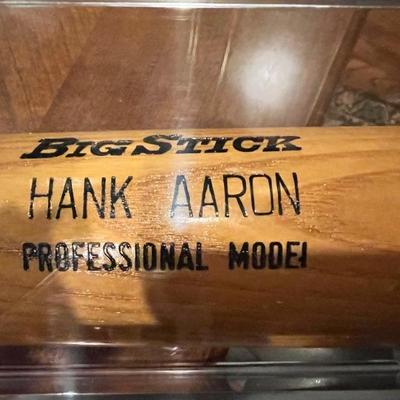 BIG STICK
HANK AARON
PROFESSIONAL MODEL